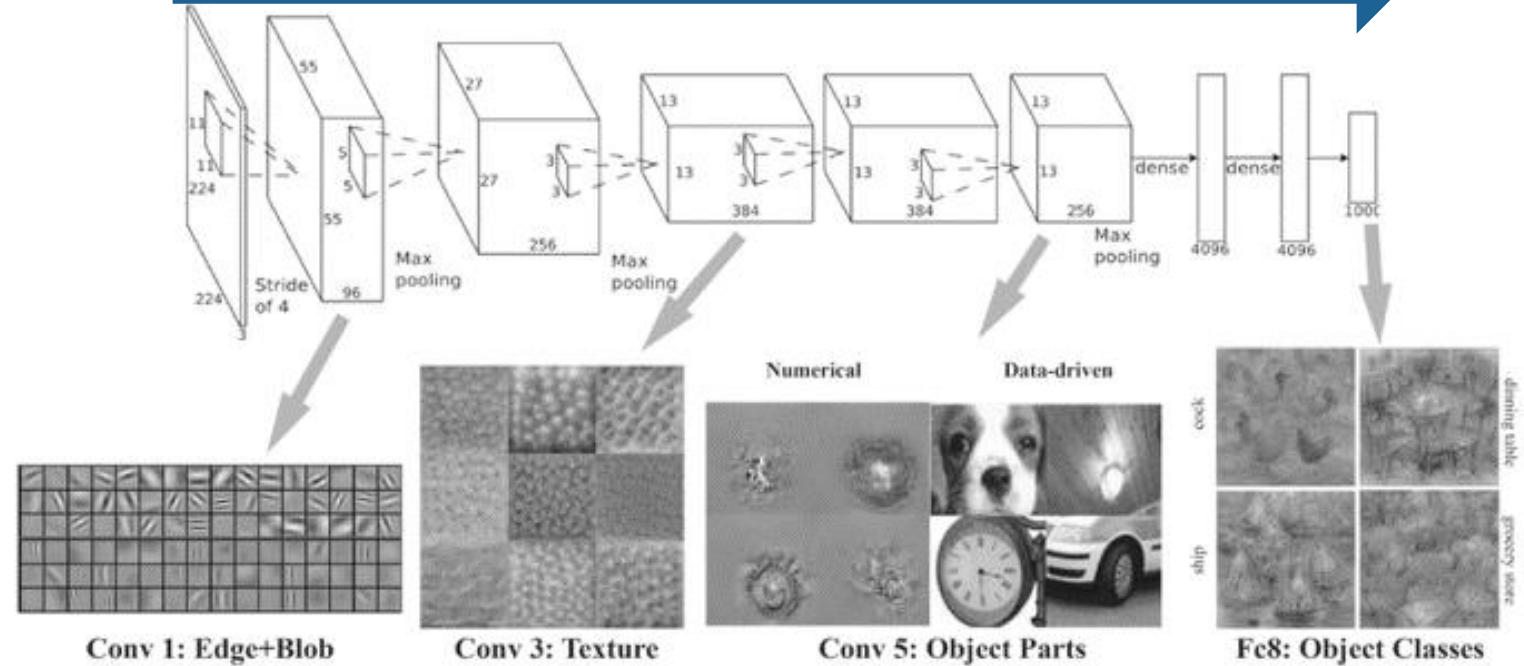 55
27
13
13
13
11
11
5
5
3
3
3
3
3
3
224
55
27
13
13
13
dense
dense
384
384
256
1000
256
4096
4096
Max
pooling
Max
pooling
Max
pooling
224
Stride
of 4
96
Numerical
Data-driven
cock
dinning table
ship
grocery store
Conv 1: Edge+Blob
Conv 3: Texture
Conv 5: Object Parts
Fc8: Object Classes